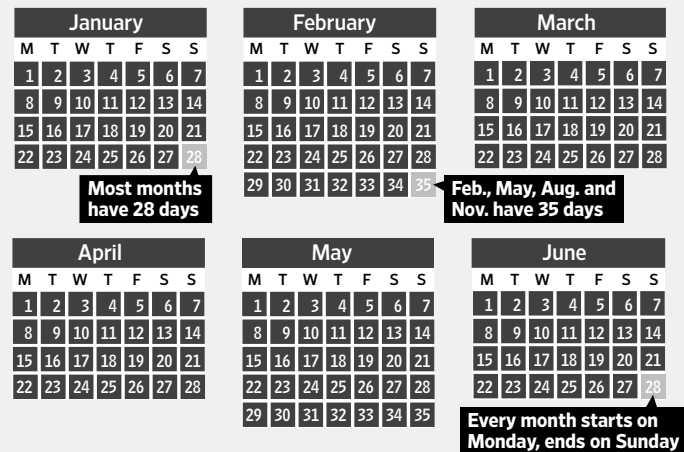 January
M T W T F S S
1 2 3 4 5 6 7
8 9 10 11 12 13 14
15 16 17 18 19 20 21
22 23 24 25 26 27 28
Most months
have 28 days
February
M T W T F S S
1 2 3 4 5 6 7
8 9 10 11 12 13 14
15 16 17 18 19 20 21
22 23 24 25 26 27 28
29 30 31 32 33 34 35
Feb., May, Aug. and
Nov. have 35 days
March
M T W T F S S
1 2 3 4 5 6 7
8 9 10 11 12 13 14
15 16 17 18 19 20 21
22 23 24 25 26 27 28
April
M T W T F S S
1 2 3 4 5 6 7
8 9 10 11 12 13 14
15 16 17 18 19 20 21
22 23 24 25 26 27 28
May
M T W T F S S
1 2 3 4 5 6 7
8 9 10 11 12 13 14
15 16 17 18 19 20 21
22 23 24 25 26 27 28
29 30 31 32 33 34 35
June
M T W T F S S
1 2 3 4 5 6 7
8 9 10 11 12 13 14
15 16 17 18 19 20 21
22 23 24 25 26 27 28
Every month starts on
Monday, ends on Sunday